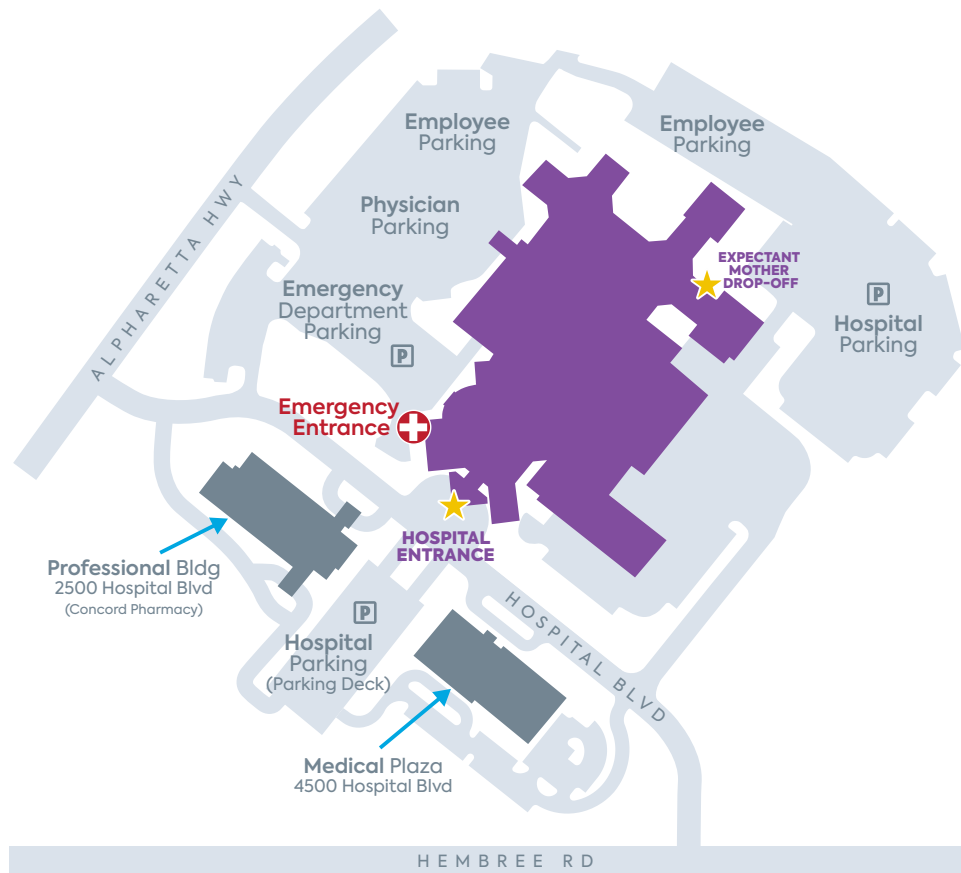 Employee
Parking
Employee
Parking
Physician
Parking
ALPHARETTA HWY
EXPECTANT
MOTHER
DROP-OFF
Emergency
Department
Parking
P
P
Hospital
Parking
Emergency
Entrance
HOSPITAL
ENTRANCE
Professional Bldg
2500 Hospital Blvd
(Concord Pharmacy)
P
Hospital
Parking
(Parking Deck)
HOSPITAL BLVD
Medical Plaza
4500 Hospital Blvd
HEMBREE RD